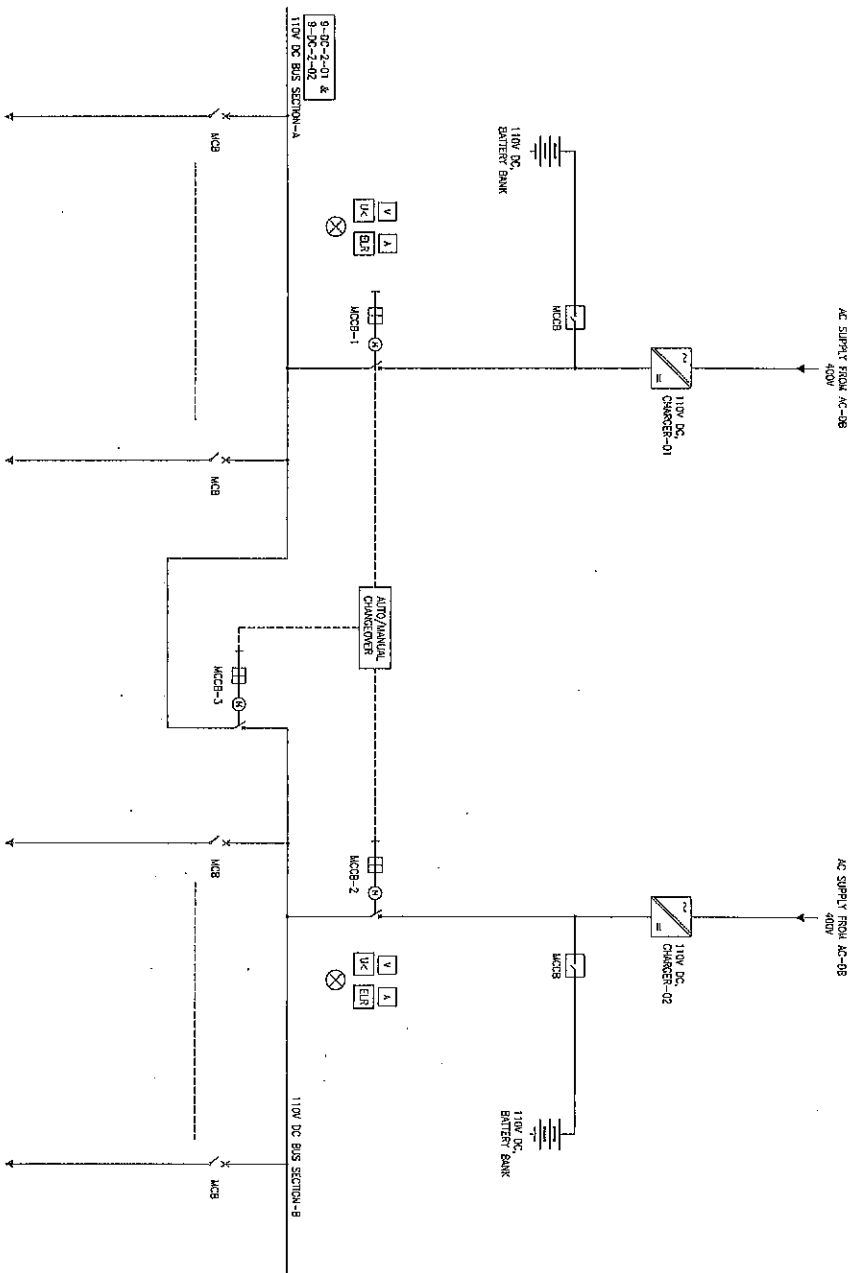 AC SUPPLY FROM AC-DB
400V
AC SUPPLY FROM AC-DB
400V
110V DC,
CHARGER-01
110V DC,
CHARGER-02
110V DC,
BATTERY BANK
MCCB
MCCB
110V DC,
BATTERY BANK
V
A
U<
ELR
MCCB-1
M
AUTO/MANUAL
CHANGEOVER
MCCB-2
M
V
A
U<
ELR
9-DC-2-01 &
9-DC-2-02
110V DC BUS SECTION-A
MCCB-3
M
110V DC BUS SECTION-B
MCB
MCB
MCB
MCB